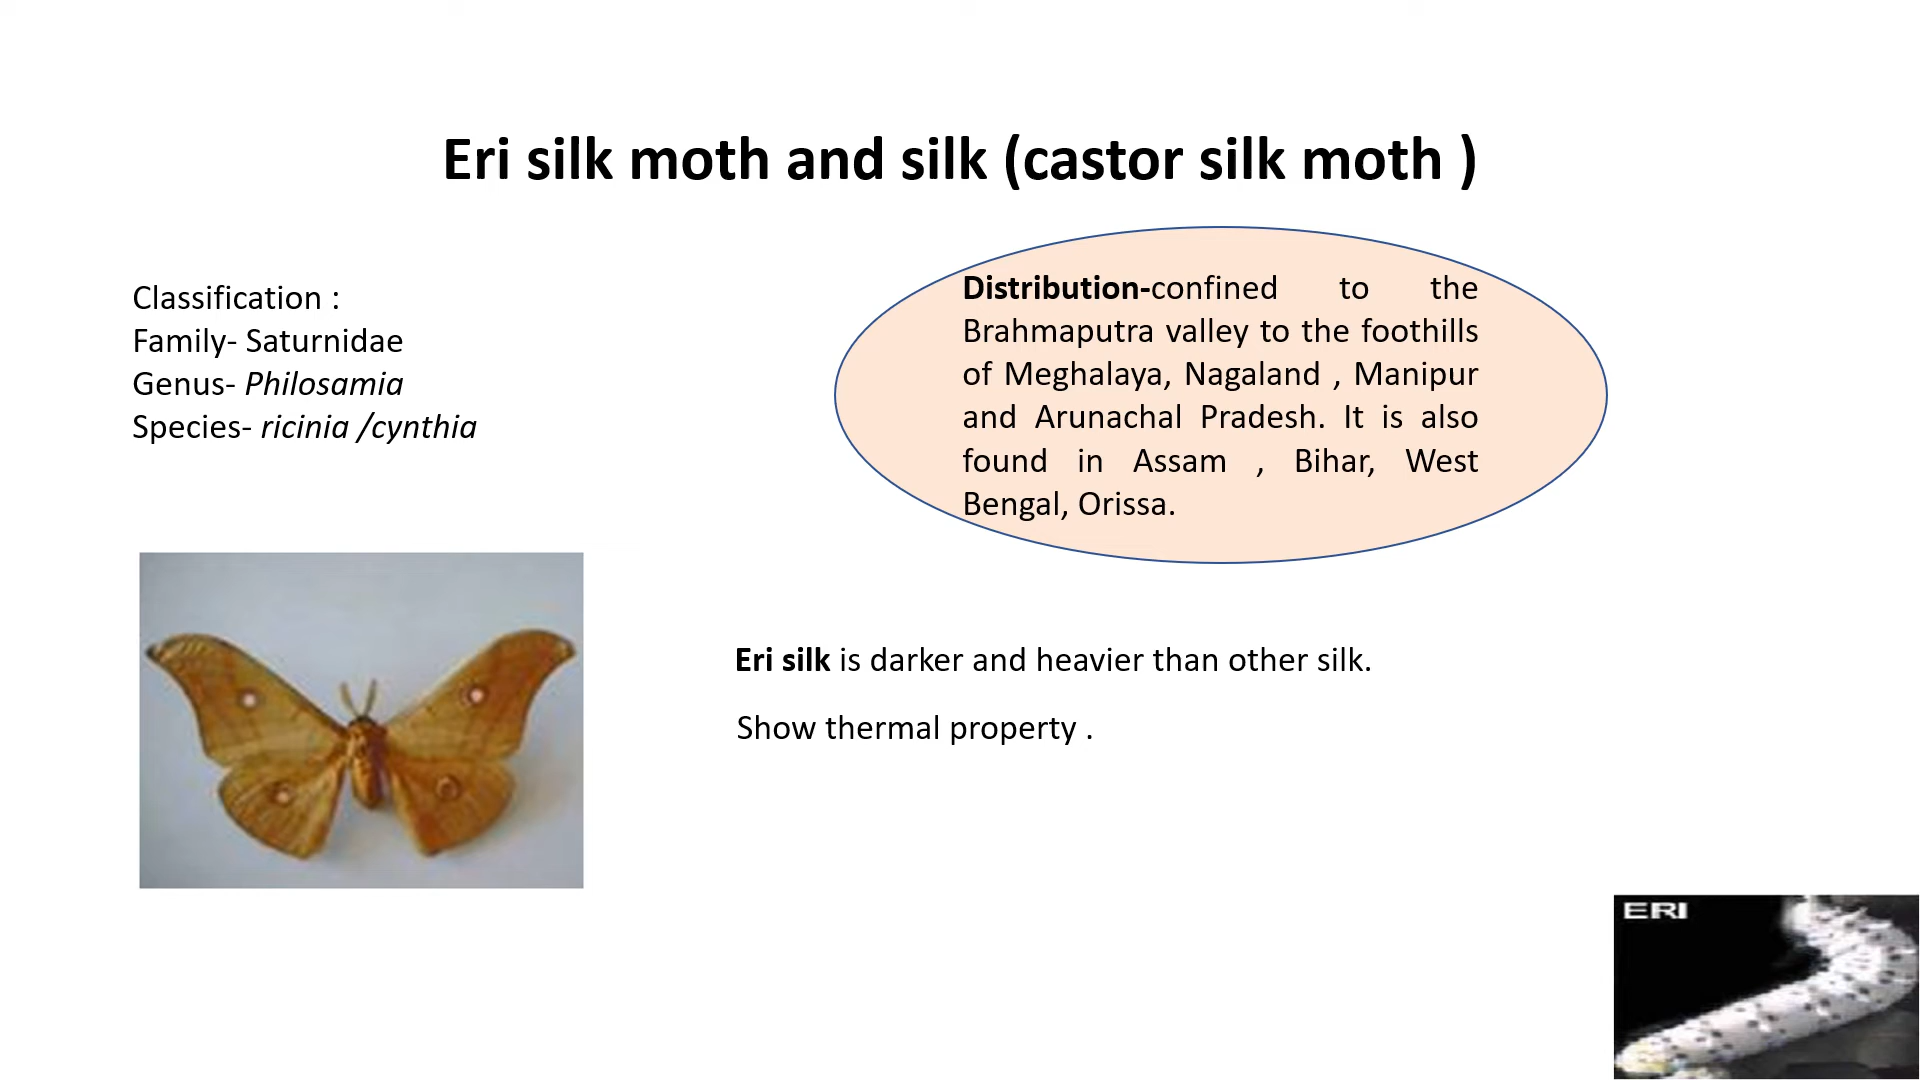 Eri silk moth and silk (castor silk moth )
Classification :
Family- Saturnidae
Genus- Philosamia
Species- ricinia /cynthia
Distribution-confined to the
Brahmaputra valley to the foothills
of Meghalaya, Nagaland , Manipur
and Arunachal Pradesh. It is also
found in Assam , Bihar, West
Bengal, Orissa.
Eri silk is darker and heavier than other silk.
Show thermal property .
ERI